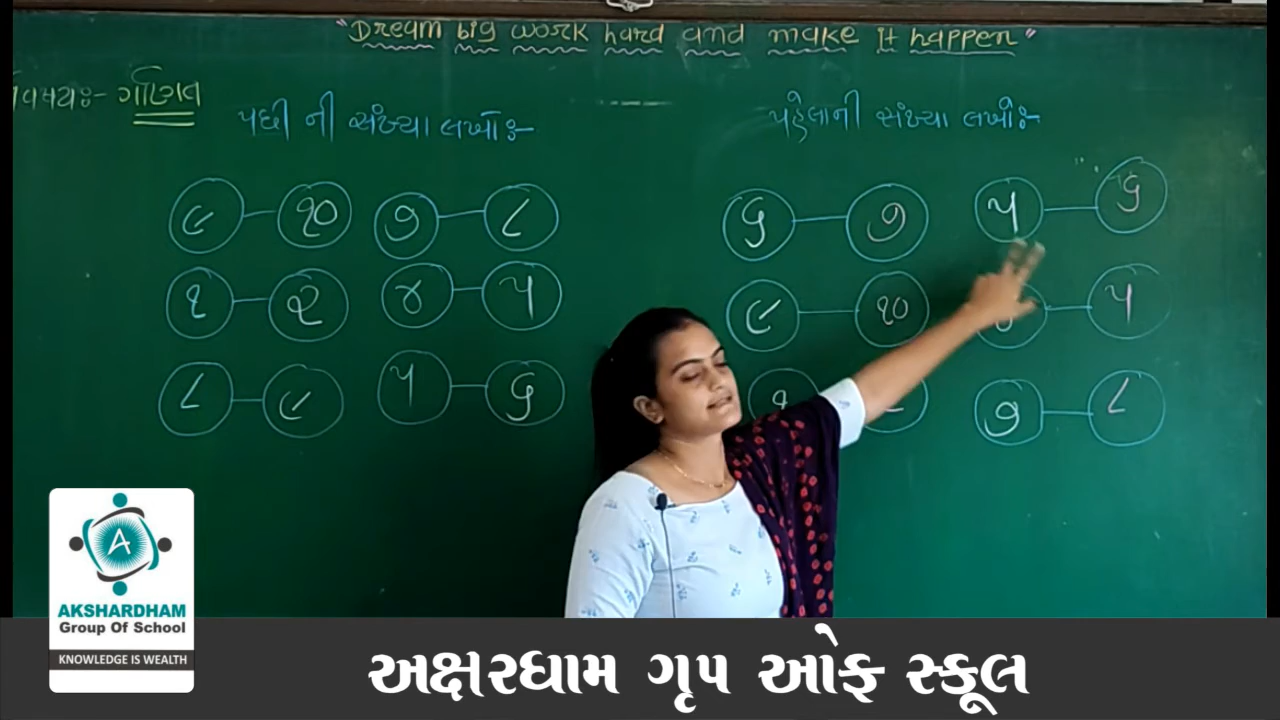 "Dream big work hard and make it happen"
વિષયઃ- ગણિત
પછી ની સંખ્યા લખોઃ-
૯ - ૧૦ ૭ - ૮
૧ - ૨ ૪ - ૫
૮ - ૯ ૫ - ૬
પહેલાની સંખ્યા લખોઃ-
૬ - ૭ ૫ - ૬
૯ - ૧૦ - ૫
૭ - ૮
AKSHARDHAM
Group Of School
KNOWLEDGE IS WEALTH
અક્ષરધામ ગૃપ ઓફ સ્કૂલ